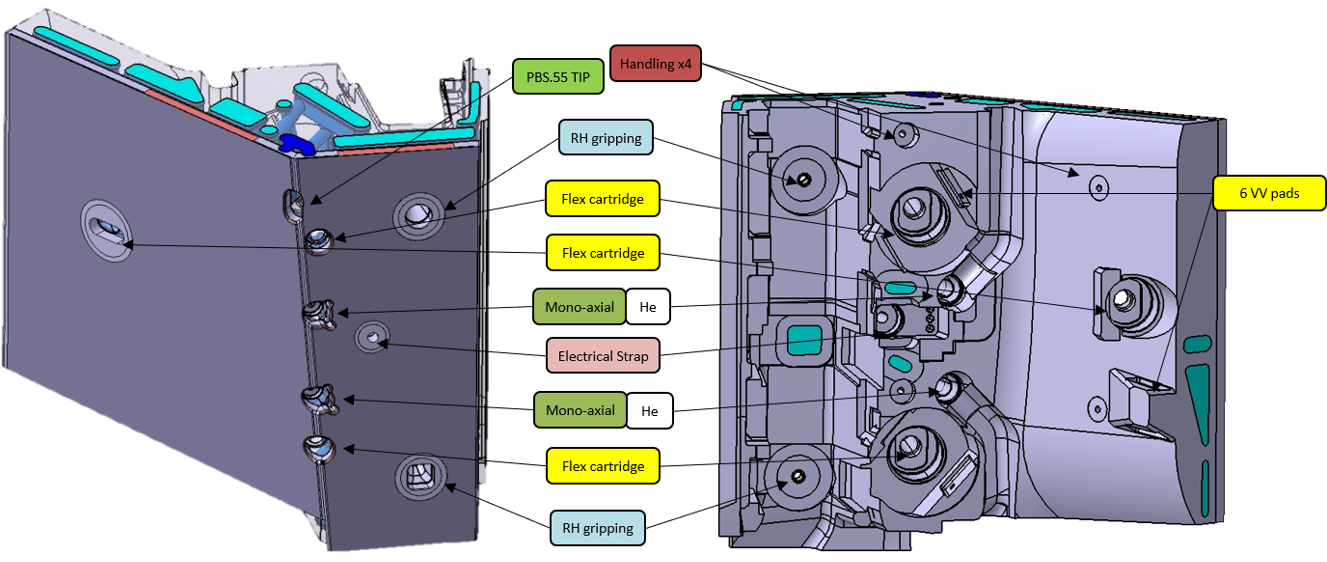 Handling x4
PBS.55 TIP
RH gripping
Flex cartridge
6 VV pads
Flex cartridge
Mono-axial
He
Electrical Strap
Mono-axial
He
Flex cartridge
RH gripping